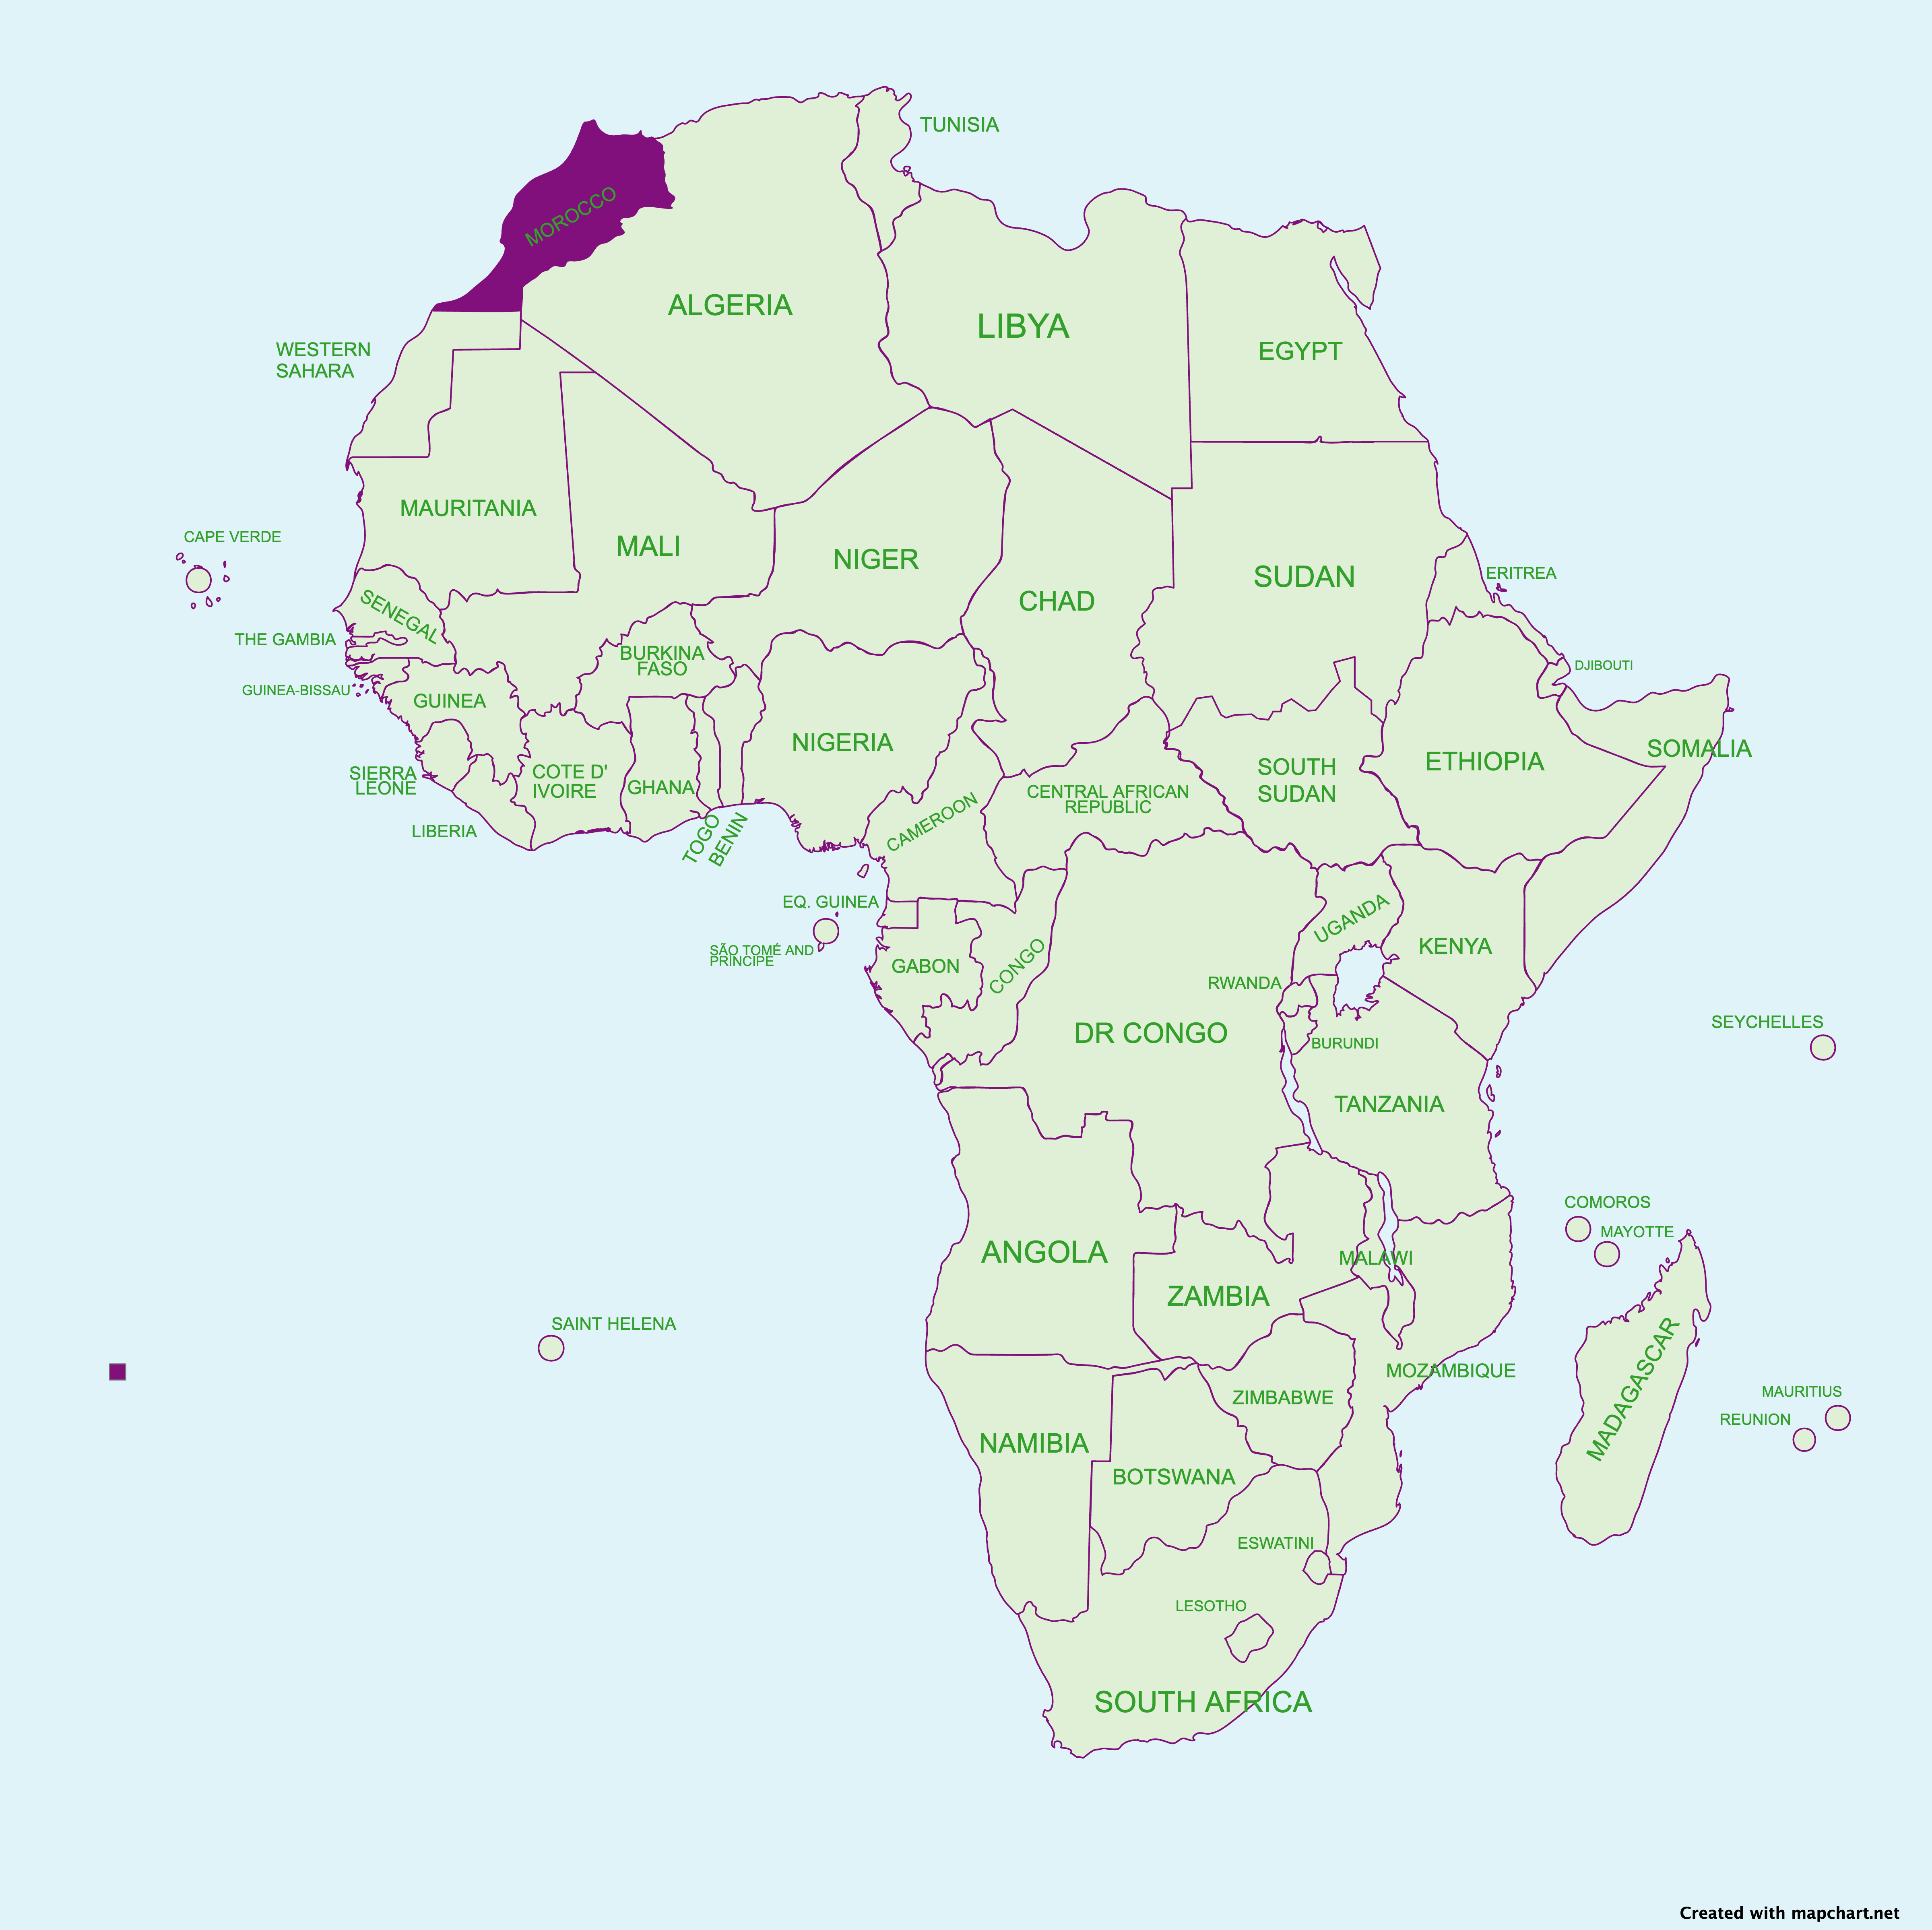 TUNISIA
MOROCCO
ALGERIA
LIBYA
EGYPT
WESTERN
SAHARA
MAURITANIA
CAPE VERDE
MALI
NIGER
CHAD
SUDAN
ERITREA
SENEGAL
THE GAMBIA
BURKINA
FASO
DJIBOUTI
GUINEA-BISSAU
GUINEA
NIGERIA
SOMALIA
SIERRA
LEONE
COTE D'
IVOIRE
GHANA
CENTRAL AFRICAN
REPUBLIC
SOUTH
SUDAN
ETHIOPIA
LIBERIA
TOGO
BENIN
CAMEROON
EQ. GUINEA
SÃO TOMÉ AND
PRINCIPE
GABON
CONGO
UGANDA
KENYA
RWANDA
DR CONGO
BURUNDI
SEYCHELLES
TANZANIA
COMOROS
MAYOTTE
ANGOLA
MALAWI
ZAMBIA
SAINT HELENA
MOZAMBIQUE
MADAGASCAR
ZIMBABWE
MAURITIUS
REUNION
NAMIBIA
BOTSWANA
ESWATINI
LESOTHO
SOUTH AFRICA
Created with mapchart.net